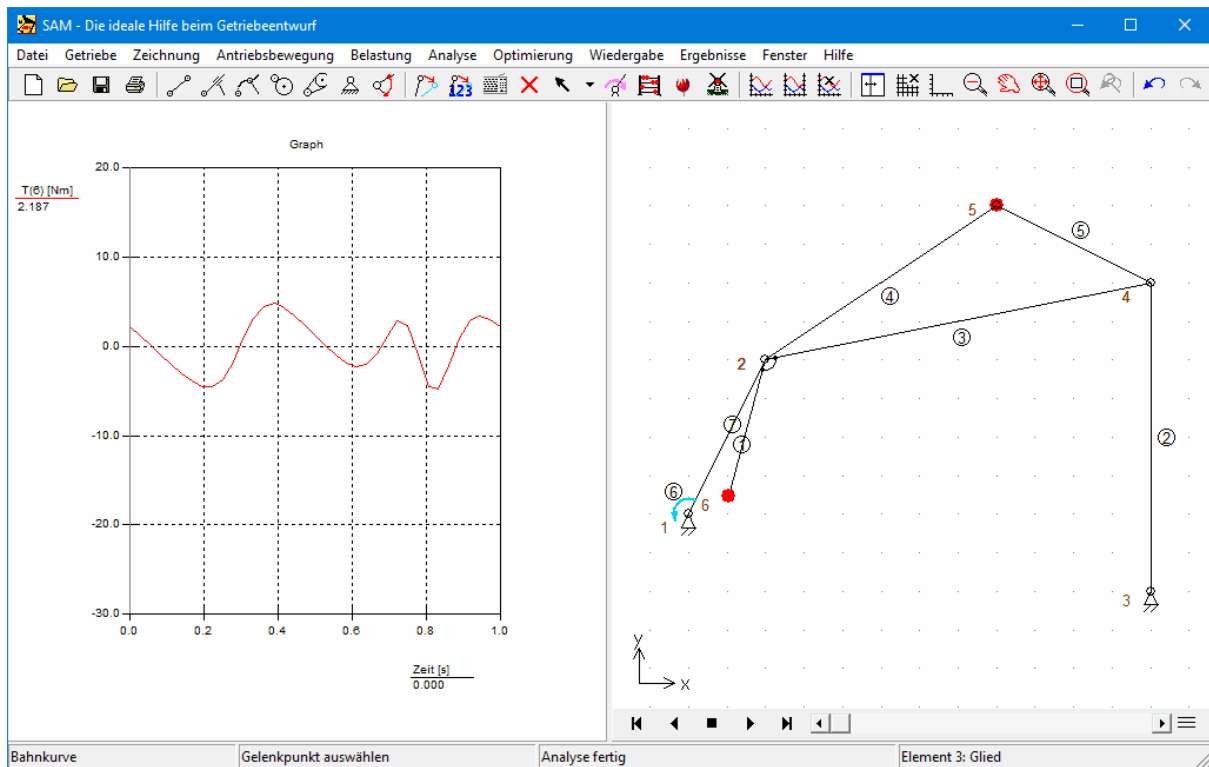 SAM - Die ideale Hilfe beim Getriebeentwurf
Datei Getriebe Zeichnung Antriebsbewegung Belastung Analyse Optimierung Wiedergabe Ergebnisse Fenster Hilfe
123
Graph
T(6) [Nm]
2.187
20.0
10.0
0.0
-10.0
-20.0
-30.0
0.0 0.2 0.4 0.6 0.8 1.0
Zeit [s]
0.000
5
5
4
4
3
2
7
1
2
6
6
1
3
y
x
Bahnkurve Gelenkpunkt auswählen Analyse fertig Element 3: Glied